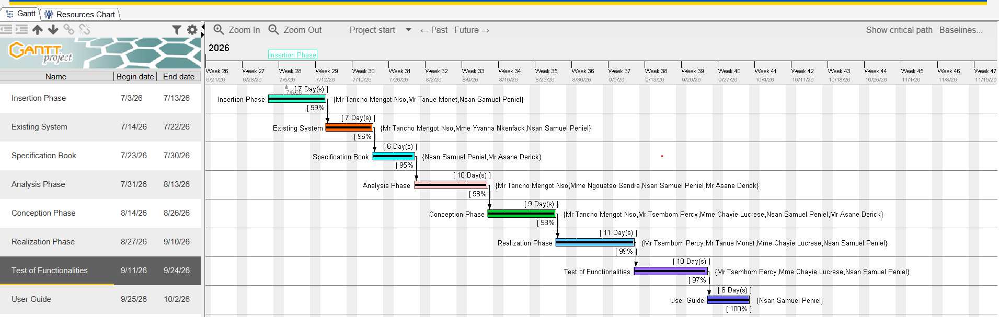 Gantt
Resources Chart
Zoom In
Zoom Out
Project start
← Past
Future →
Show critical path
Baselines...
GANTT
project
2026
Insertion Phase
Week 26
Week 27
Week 28
Week 29
Week 30
Week 31
Week 32
Week 33
Week 34
Week 35
Week 36
Week 37
Week 38
Week 39
Week 40
Week 41
Week 42
Week 43
Week 44
Week 45
Week 46
Week 47
6/21/26
6/28/26
7/5/26
7/12/26
7/19/26
7/26/26
8/2/26
8/9/26
8/16/26
8/23/26
8/30/26
9/6/26
9/13/26
9/20/26
9/27/26
10/4/26
10/11/26
10/18/26
10/25/26
11/1/26
11/8/26
11/15/26
Name Begin date End date
Insertion Phase 7/3/26 7/13/26
Existing System 7/14/26 7/22/26
Specification Book 7/23/26 7/30/26
Analysis Phase 7/31/26 8/13/26
Conception Phase 8/14/26 8/26/26
Realization Phase 8/27/26 9/10/26
Test of Functionalities 9/11/26 9/24/26
User Guide 9/25/26 10/2/26
7/6/26
[ 7 Day(s) ]
Insertion Phase {Mr Tancho Mengot Nso,Mr Tanue Monet,Nsan Samuel Peniel}
[ 99%
[ 7 Day(s) ]
Existing System {Mr Tancho Mengot Nso,Mme Yvanna Nkenfack,Nsan Samuel Peniel}
[ 96%
[ 6 Day(s) ]
Specification Book {Nsan Samuel Peniel,Mr Asane Derick}
[ 95%
[ 10 Day(s) ]
Analysis Phase {Mr Tancho Mengot Nso,Mme Ngouetso Sandra,Nsan Samuel Peniel,Mr Asane Derick}
[ 98%
[ 9 Day(s) ]
Conception Phase {Mr Tancho Mengot Nso,Mr Tsembom Percy,Mme Chayie Lucrese,Nsan Samuel Peniel,Mr Asane Derick}
[ 98%
[ 11 Day(s) ]
Realization Phase {Mr Tsembom Percy,Mr Tanue Monet,Mme Chayie Lucrese,Nsan Samuel Peniel}
[ 99%
[ 10 Day(s) ]
Test of Functionalities {Mr Tsembom Percy,Mme Chayie Lucrese,Nsan Samuel Peniel}
[ 97%
[ 6 Day(s) ]
User Guide {Nsan Samuel Peniel}
[ 100% ]